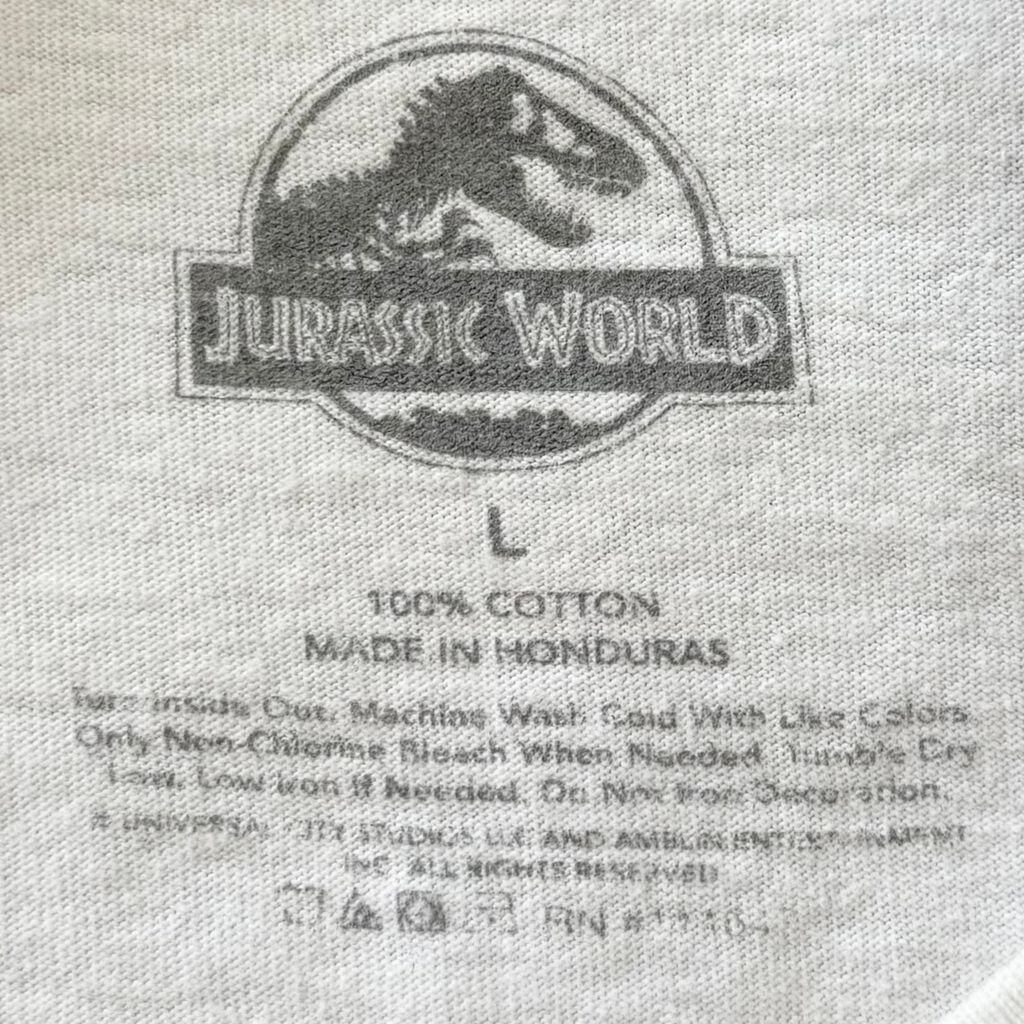 JURASSIC WORLD
L
100% COTTON
MADE IN HONDURAS
Turn Inside Out. Machine Wash Cold With Like Colors
Only Non-Chlorine Bleach When Needed. Tumble Dry
Low. Low Iron If Needed. Do Not Iron Decoration.
UNIVERSAL CITY STUDIOS LLC AND AMBLIN ENTERTAINMENT
INC. ALL RIGHTS RESERVED
RN